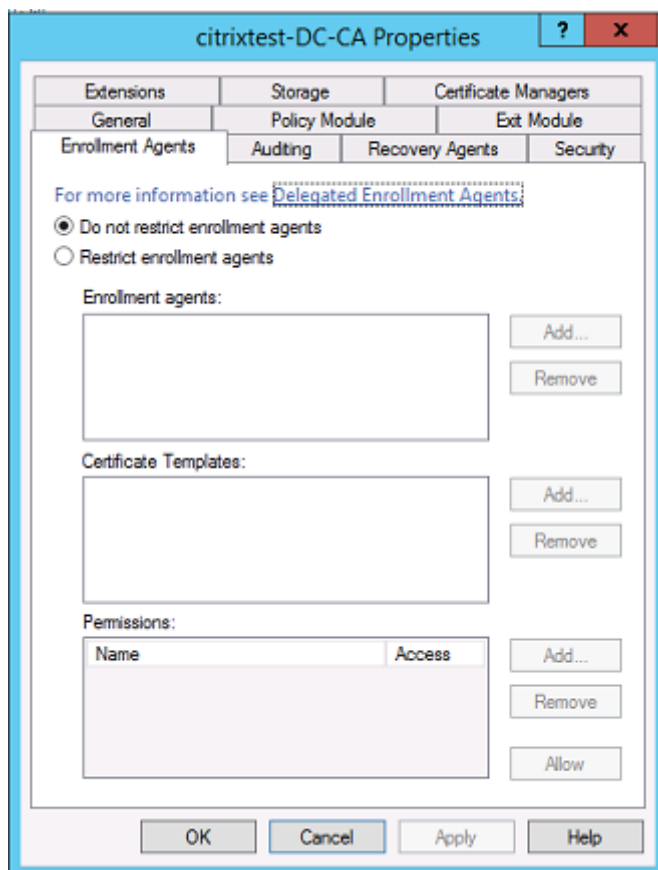 citrixtest-DC-CA Properties
?
x
Extensions
Storage
Certificate Managers
General
Policy Module
Exit Module
Enrollment Agents
Auditing
Recovery Agents
Security
For more information see Delegated Enrollment Agents.
Do not restrict enrollment agents
Restrict enrollment agents
Enrollment agents:
Add...
Remove
Certificate Templates:
Add...
Remove
Permissions:
Name
Access
Add...
Remove
Allow
OK
Cancel
Apply
Help